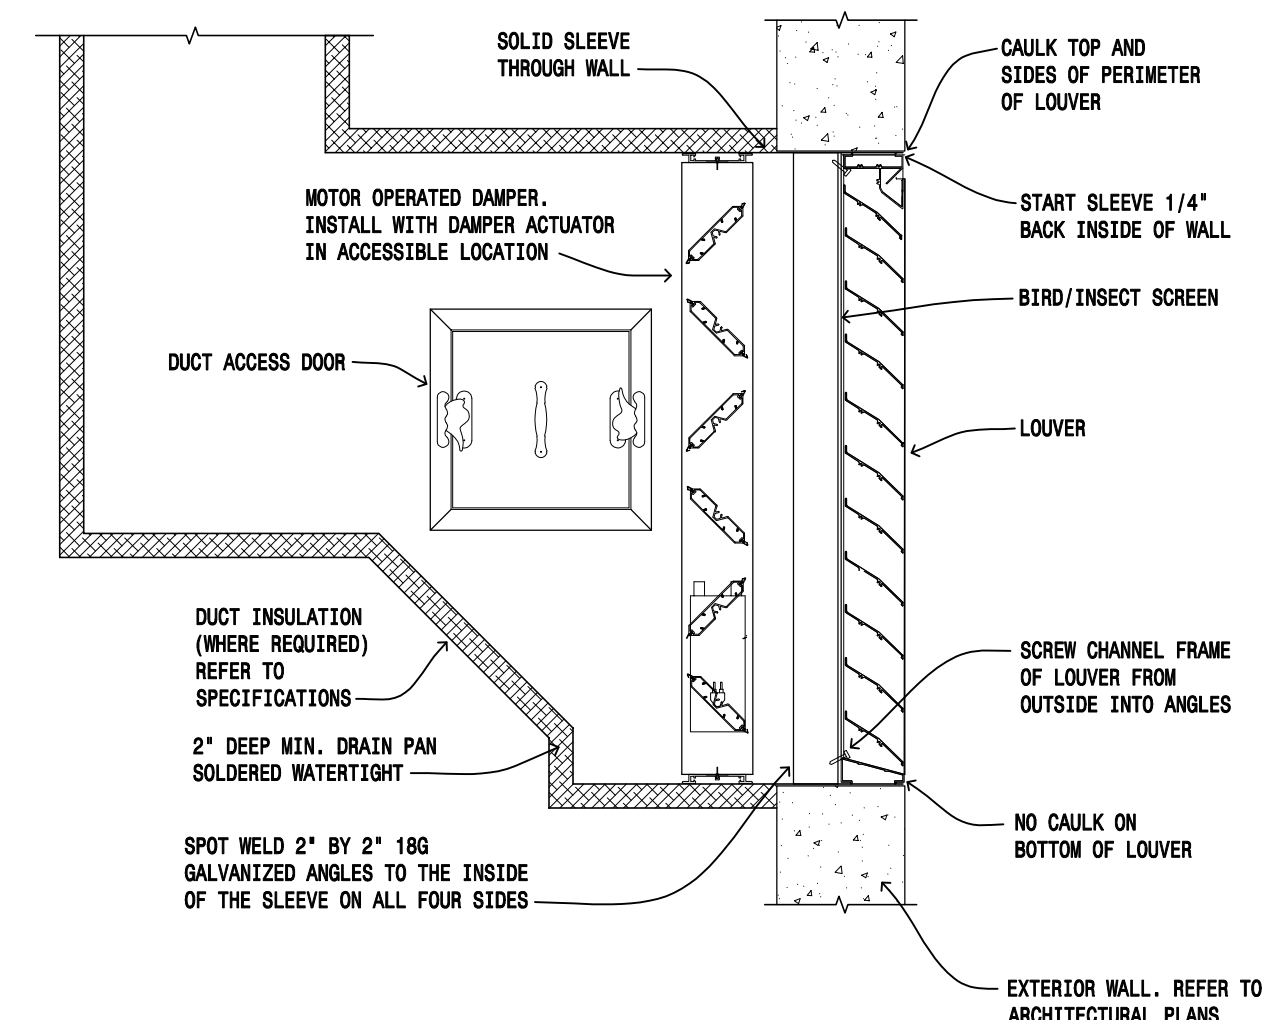 SOLID SLEEVE
THROUGH WALL
CAULK TOP AND
SIDES OF PERIMETER
OF LOUVER
MOTOR OPERATED DAMPER.
INSTALL WITH DAMPER ACTUATOR
IN ACCESSIBLE LOCATION
START SLEEVE 1/4"
BACK INSIDE OF WALL
BIRD/INSECT SCREEN
DUCT ACCESS DOOR
LOUVER
DUCT INSULATION
(WHERE REQUIRED)
REFER TO
SPECIFICATIONS
SCREW CHANNEL FRAME
OF LOUVER FROM
OUTSIDE INTO ANGLES
2" DEEP MIN. DRAIN PAN
SOLDERED WATERTIGHT
NO CAULK ON
BOTTOM OF LOUVER
SPOT WELD 2" BY 2" 18G
GALVANIZED ANGLES TO THE INSIDE
OF THE SLEEVE ON ALL FOUR SIDES
EXTERIOR WALL. REFER TO
ARCHITECTURAL PLANS